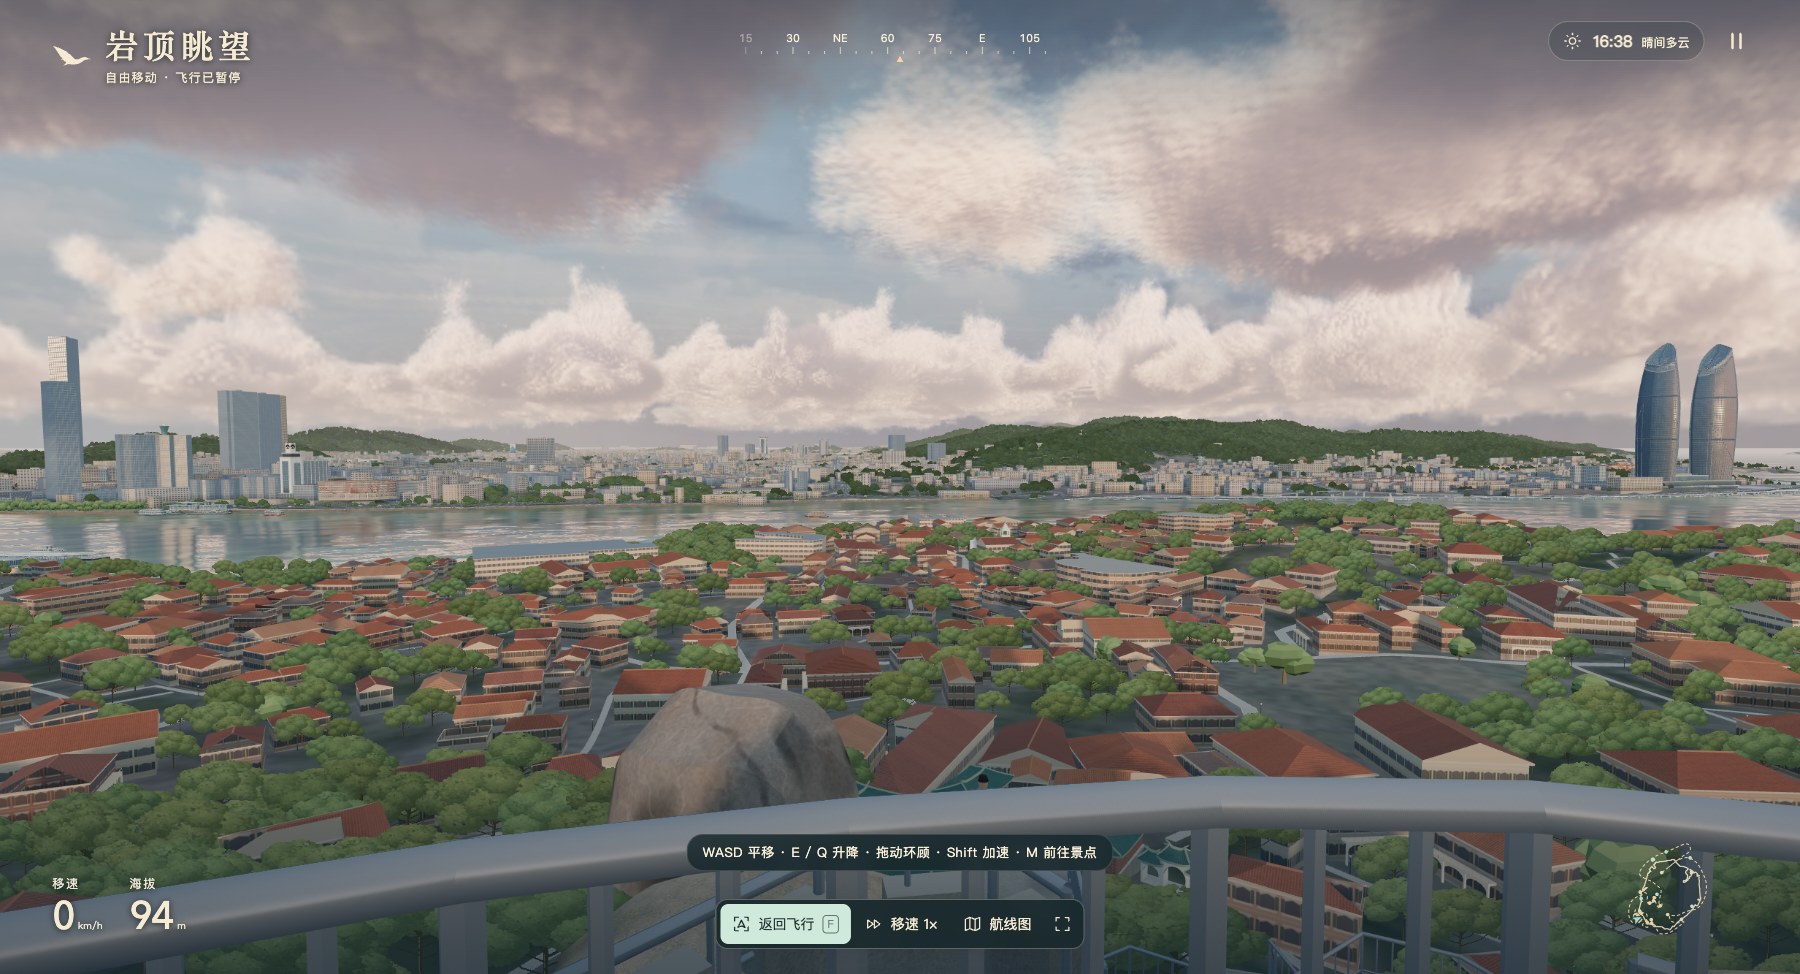 岩顶眺望
自由移动 · 飞行已暂停
15 30 NE 60 75 E 105
16:38 晴间多云
WASD 平移 · E / Q 升降 · 拖动环顾 · Shift 加速 · M 前往景点
移速 海拔
0 km/h 94 m
返回飞行 F 移速 1x 航线图